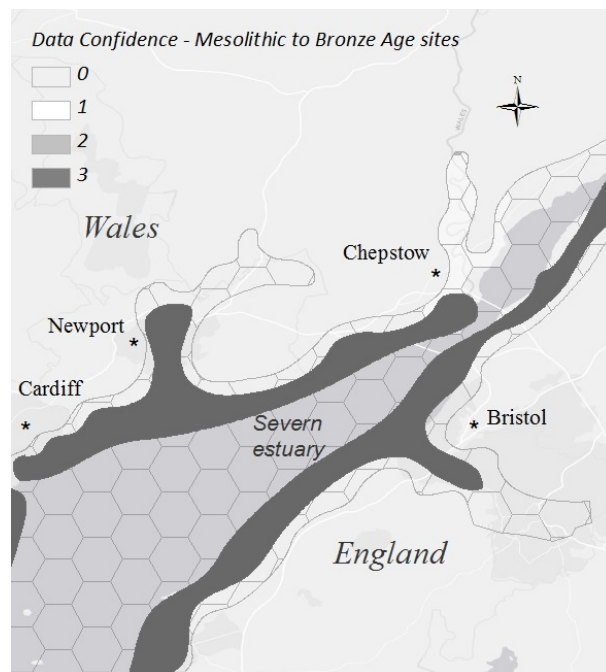 Data Confidence - Mesolithic to Bronze Age sites
0
1
2
3
N
WALES
Wales
Chepstow
Newport
Cardiff
Severn
estuary
Bristol
England